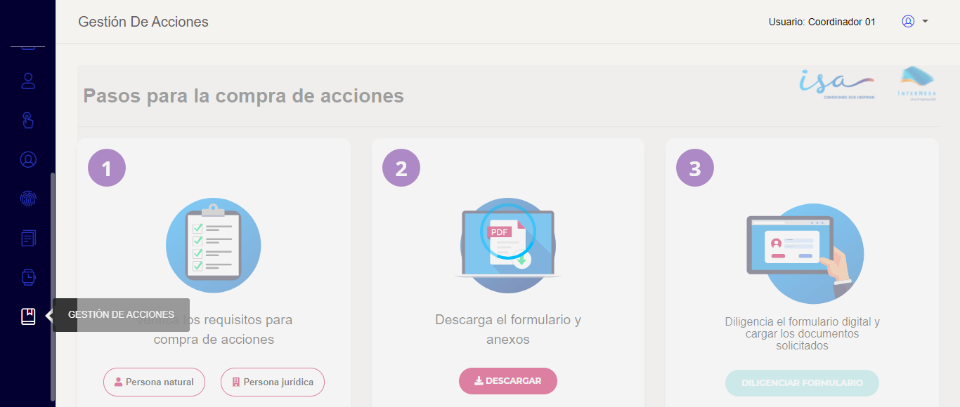 Gestión De Acciones
Usuario: Coordinador 01
Pasos para la compra de acciones
isa
INTERNEXA
1
2
3
PDF
GESTIÓN DE ACCIONES
los requisitos para
compra de acciones
Persona natural
Persona jurídica
Descarga el formulario y
anexos
DESCARGAR
Diligencia el formulario digital y
cargar los documentos
solicitados
DILIGENCIAR FORMULARIO